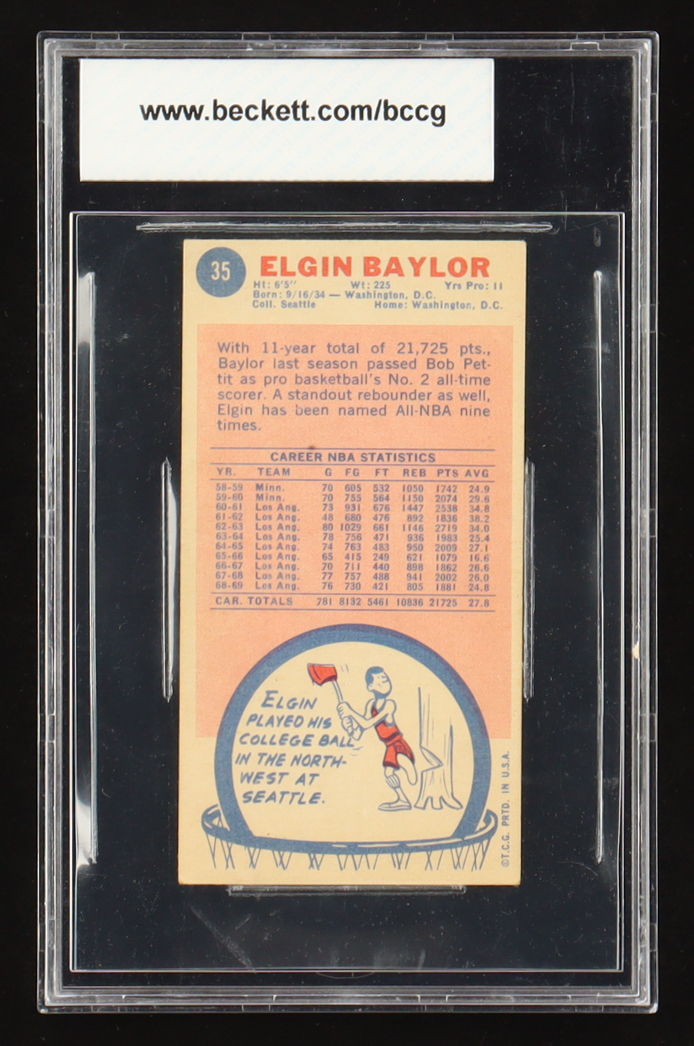 www.beckett.com/bccg
35
ELGIN BAYLOR
Ht: 6'5" Wt: 225 Yrs Pro: 11
Born: 9/16/34 — Washington, D.C.
Coll. Seattle Home: Washington, D.C.
With 11-year total of 21,725 pts.,
Baylor last season passed Bob Pet-
tit as pro basketball's No. 2 all-time
scorer. A standout rebounder as well,
Elgin has been named All-NBA nine
times.
CAREER NBA STATISTICS
YR. TEAM G FG FT REB PTS AVG
58-59 Minn. 70 605 532 1050 1742 24.9
59-60 Minn. 70 755 564 1150 2074 29.6
60-61 Los Ang. 73 931 676 1447 2538 34.8
61-62 Los Ang. 48 680 476 892 1836 38.2
62-63 Los Ang. 80 1029 661 1146 2719 34.0
63-64 Los Ang. 78 756 471 936 1983 25.4
64-65 Los Ang. 74 763 483 950 2009 27.1
65-66 Los Ang. 65 415 249 621 1079 16.6
66-67 Los Ang. 70 711 440 898 1862 26.6
67-68 Los Ang. 77 757 488 941 2002 26.0
68-69 Los Ang. 76 730 421 805 1881 24.8
CAR. TOTALS 781 8132 5461 10836 21725 27.8
ELGIN
PLAYED HIS
COLLEGE BALL
IN THE NORTH-
WEST AT
SEATTLE.
©T.C.G. PRTD. IN U.S.A.